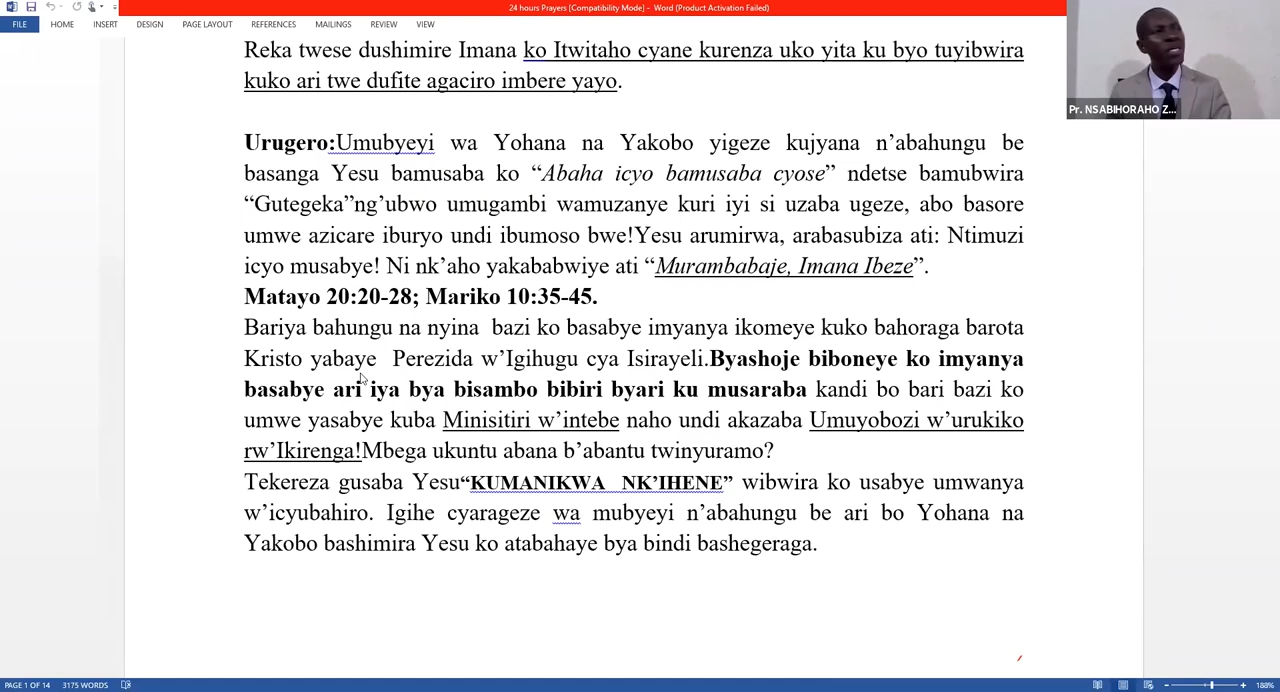 24 hours Prayers [Compatibility Mode] - Word (Product Activation Failed)
FILE HOME INSERT DESIGN PAGE LAYOUT REFERENCES MAILINGS REVIEW VIEW
Pr. NSABIHORAHO Z...
Reka twese dushimire Imana ko Itwitaho cyane kurenza uko yita ku byo tuyibwira
kuko ari twe dufite agaciro imbere yayo.
Urugero:Umubyeyi wa Yohana na Yakobo yigeze kujyana n’abahungu be
basanga Yesu bamusaba ko “Abaha icyo bamusaba cyose” ndetse bamubwira
“Gutegeka”ng’ubwo umugambi wamuzanye kuri iyi si uzaba ugeze, abo basore
umwe azicare iburyo undi ibumoso bwe!Yesu arumirwa, arabasubiza ati: Ntimuzi
icyo musabye! Ni nk’aho yakababwiye ati “Murambabaje, Imana Ibeze”.
Matayo 20:20-28; Mariko 10:35-45.
Bariya bahungu na nyina bazi ko basabye imyanya ikomeye kuko bahoraga barota
Kristo yabaye Perezida w’Igihugu cya Isirayeli.Byashoje biboneye ko imyanya
basabye ari iya bya bisambo bibiri byari ku musaraba kandi bo bari bazi ko
umwe yasabye kuba Minisitiri w’intebe naho undi akazaba Umuyobozi w’urukiko
rw’Ikirenga!Mbega ukuntu abana b’abantu twinyuramo?
Tekereza gusaba Yesu“KUMANIKWA NK’IHENE” wibwira ko usabye umwanya
w’icyubahiro. Igihe cyarageze wa mubyeyi n’abahungu be ari bo Yohana na
Yakobo bashimira Yesu ko atabahaye bya bindi bashegeraga.
PAGE 1 OF 14 3175 WORDS 188%